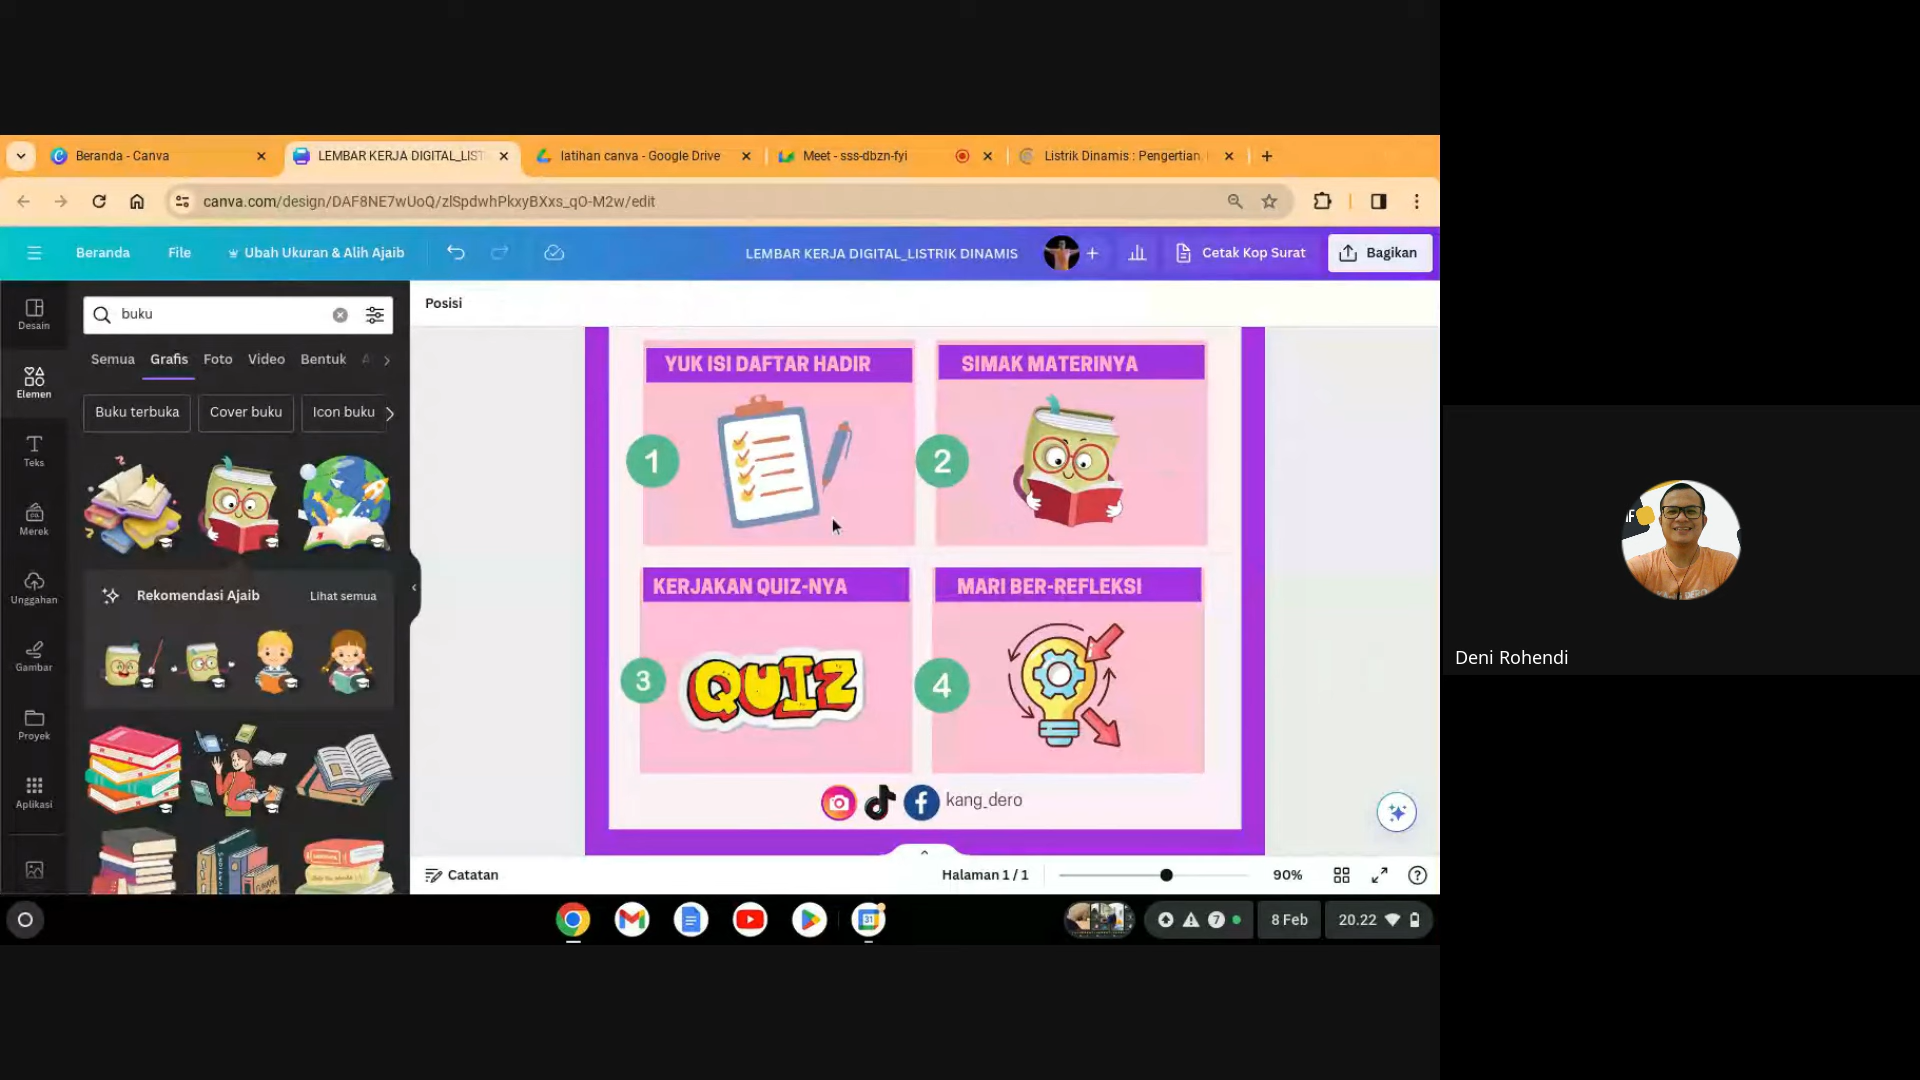 Beranda - Canva
LEMBAR KERJA DIGITAL_LIST
latihan canva - Google Drive
Meet - sss-dbzn-fyi
Listrik Dinamis : Pengertian,
canva.com/design/DAF8NE7wUoQ/zlSpdwhPkxyBXxs_qO-M2w/edit
Beranda
File
Ubah Ukuran & Alih Ajaib
LEMBAR KERJA DIGITAL_LISTRIK DINAMIS
Cetak Kop Surat
Bagikan
Desain
Elemen
Teks
Merek
Unggahan
Gambar
Proyek
Aplikasi
buku
Semua
Grafis
Foto
Video
Bentuk
Buku terbuka
Cover buku
Icon buku
Rekomendasi Ajaib
Lihat semua
Posisi
YUK ISI DAFTAR HADIR
1
SIMAK MATERINYA
2
KERJAKAN QUIZ-NYA
3
QUIZ
MARI BER-REFLEKSI
4
kang_dero
Catatan
Halaman 1 / 1
90%
31
7
8 Feb
20.22
Deni Rohendi